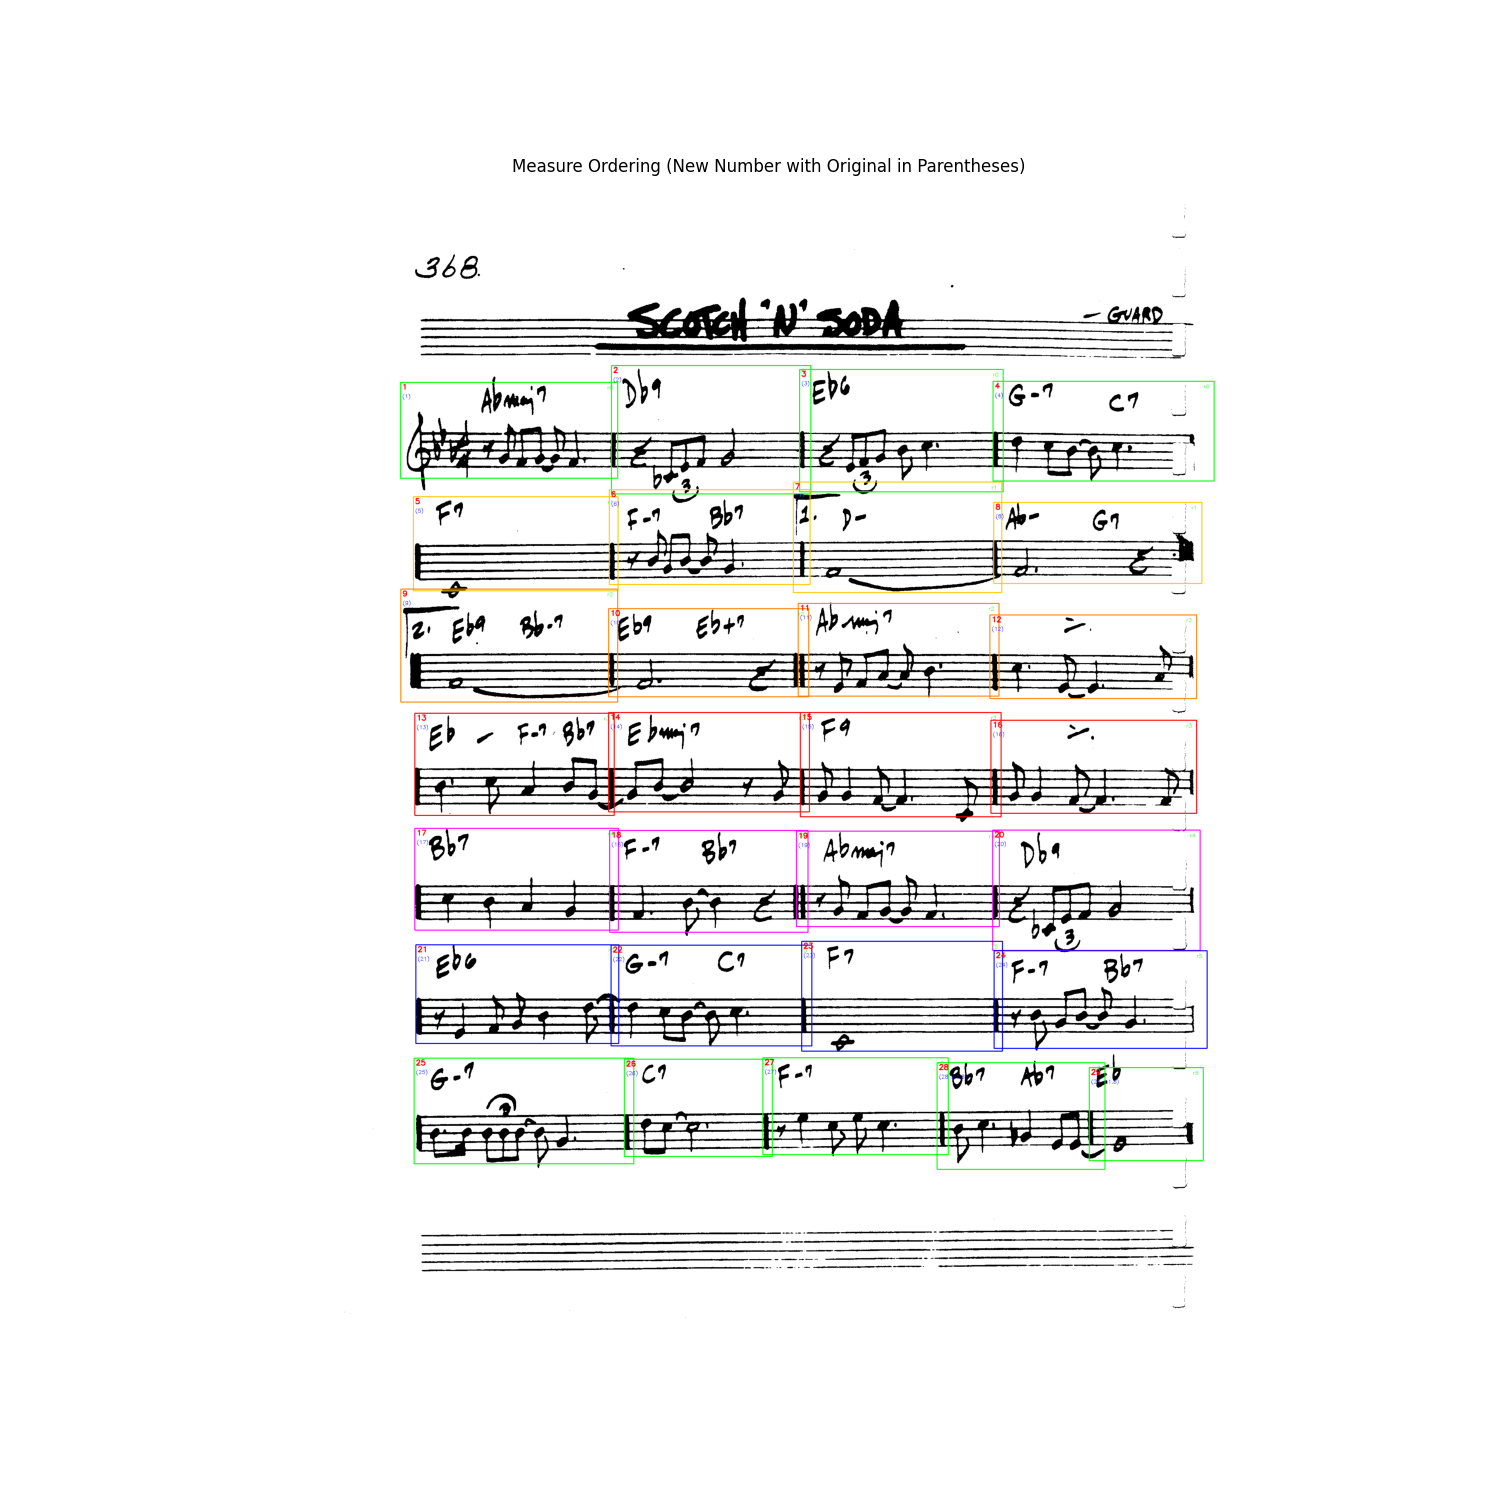 Measure Ordering (New Number with Original in Parentheses)
368.
SCOTCH 'N' SODA
— GUARD
1 2 3 4
(1) (2) (3) (4)
Abmaj7 Db9 Eb6 G-7 C7
3 3
5 6 7 8
(5) (6) (8)
F7 F-7 Bb7 1. D- Ab- G7
9 10 11 12
(9) (12)
2. Eb9 Bb-7 Eb9 Eb+7 Abmaj7
13 14 15 16
(13) (14) (15) (16)
Eb - F-7 Bb7 Ebmaj7 F9
17 18 19 20
(17) (18) (19) (20)
Bb7 F-7 Bb7 Abmaj7 Db9
3
21 22 23 24
(21) (22) (23) (24)
Eb6 G-7 C7 F7 F-7 Bb7
25 26 27 28 29
(25) (26) (27)
G-7 C7 F-7 Bb7 Ab7 Eb
3